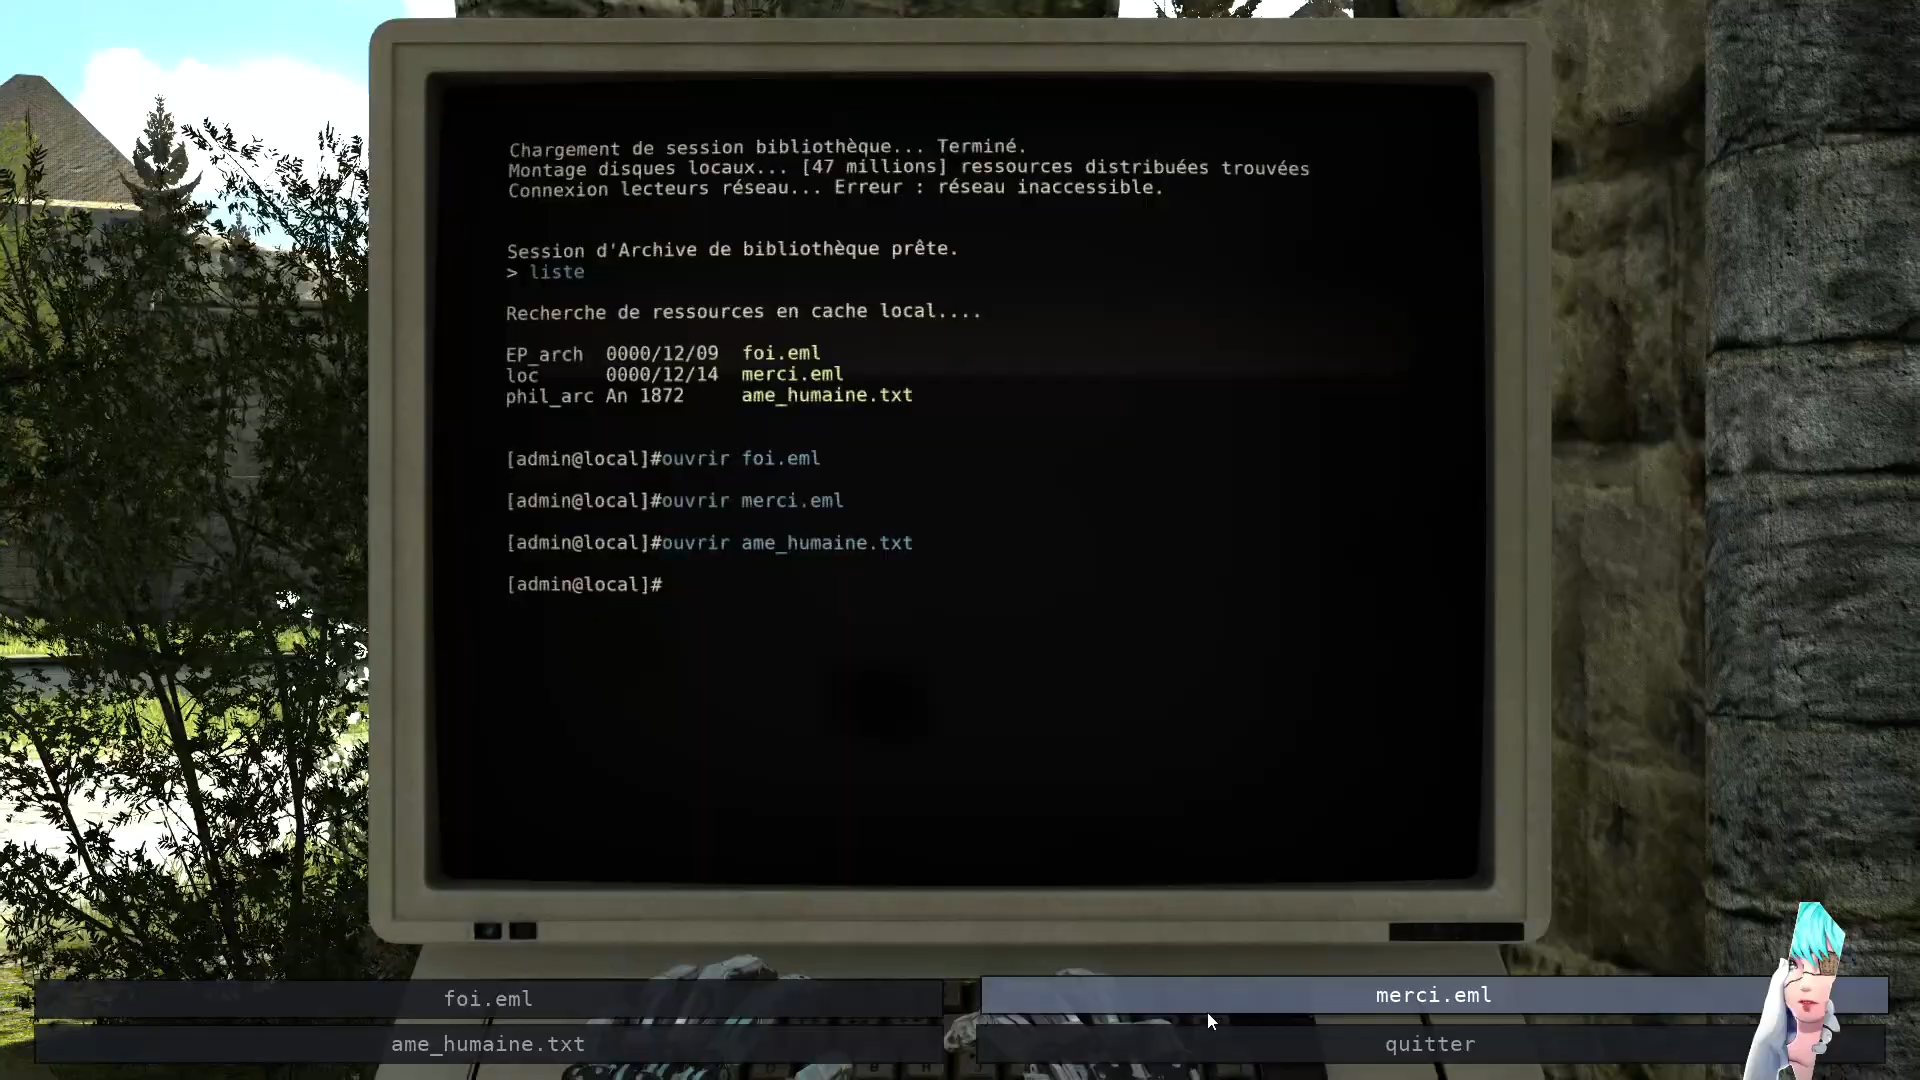 Chargement de session bibliothèque... Terminé.
Montage disques locaux... [47 millions] ressources distribuées trouvées
Connexion lecteurs réseau... Erreur : réseau inaccessible.
Session d'Archive de bibliothèque prête.
> liste
Recherche de ressources en cache local....
EP_arch 0000/12/09 foi.eml
loc 0000/12/14 merci.eml
phil_arc An 1872 ame_humaine.txt
[admin@local]#ouvrir foi.eml
[admin@local]#ouvrir merci.eml
[admin@local]#ouvrir ame_humaine.txt
[admin@local]#
foi.eml
merci.eml
ame_humaine.txt
quitter